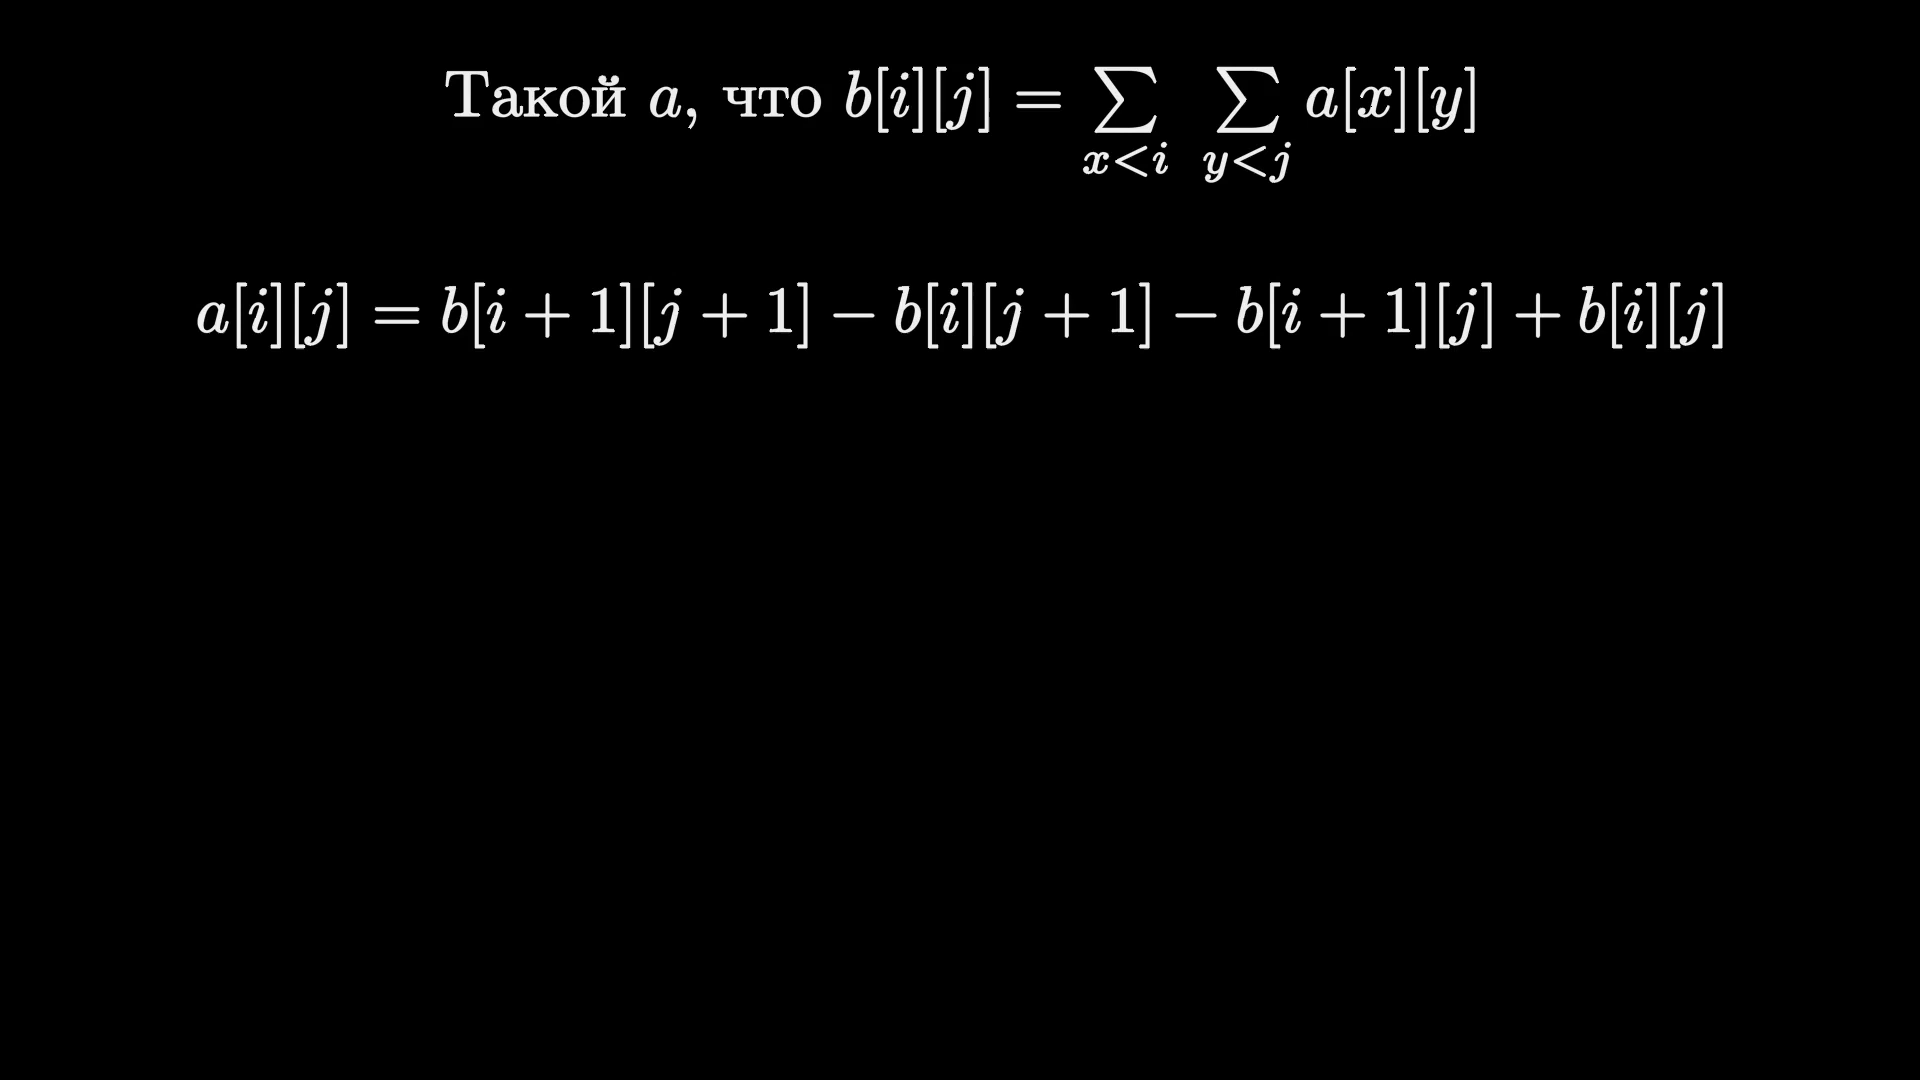 Такой a, что b[i][j] = ∑_{x<i} ∑_{y<j} a[x][y]
a[i][j] = b[i + 1][j + 1] − b[i][j + 1] − b[i + 1][j] + b[i][j]